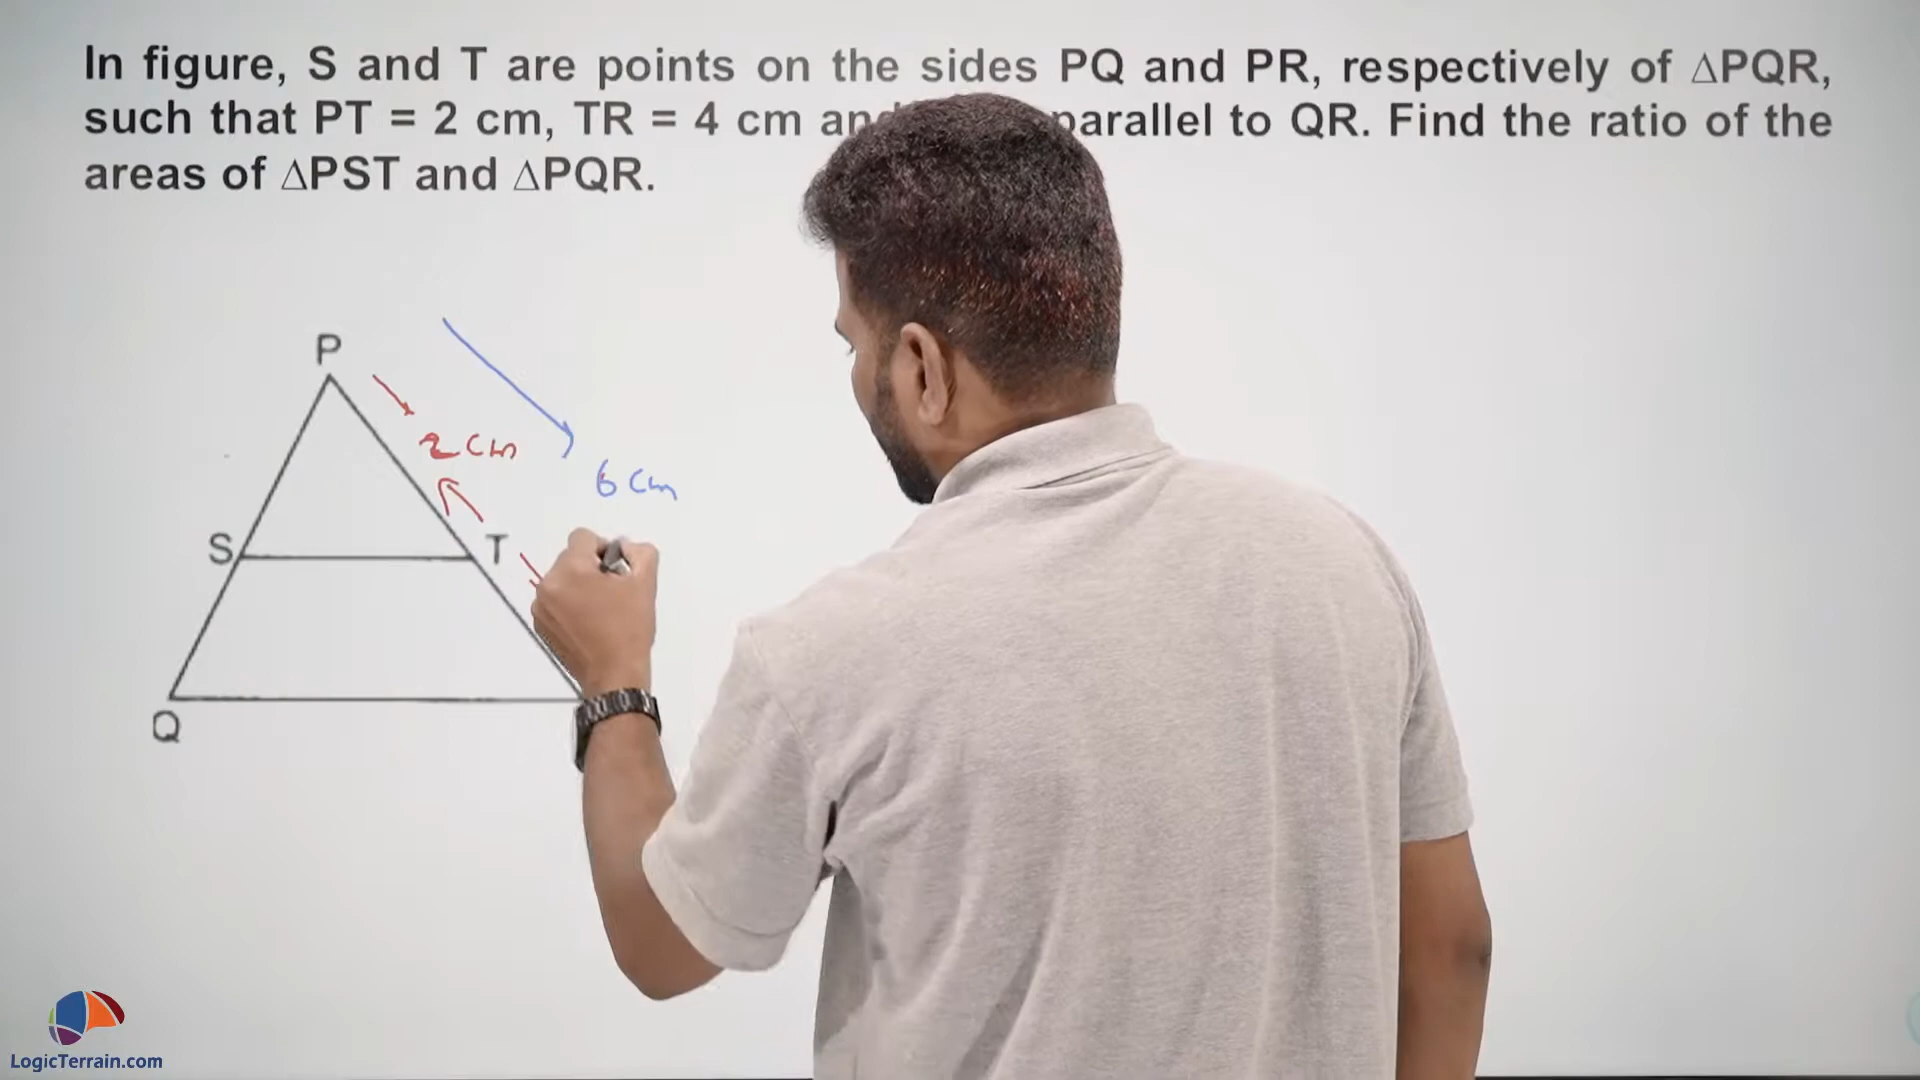 In figure, S and T are points on the sides PQ and PR, respectively of ∆PQR,
such that PT = 2 cm, TR = 4 cm an parallel to QR. Find the ratio of the
areas of ∆PST and ∆PQR.
P
2 cm
6 cm
S
T
Q
LogicTerrain.com